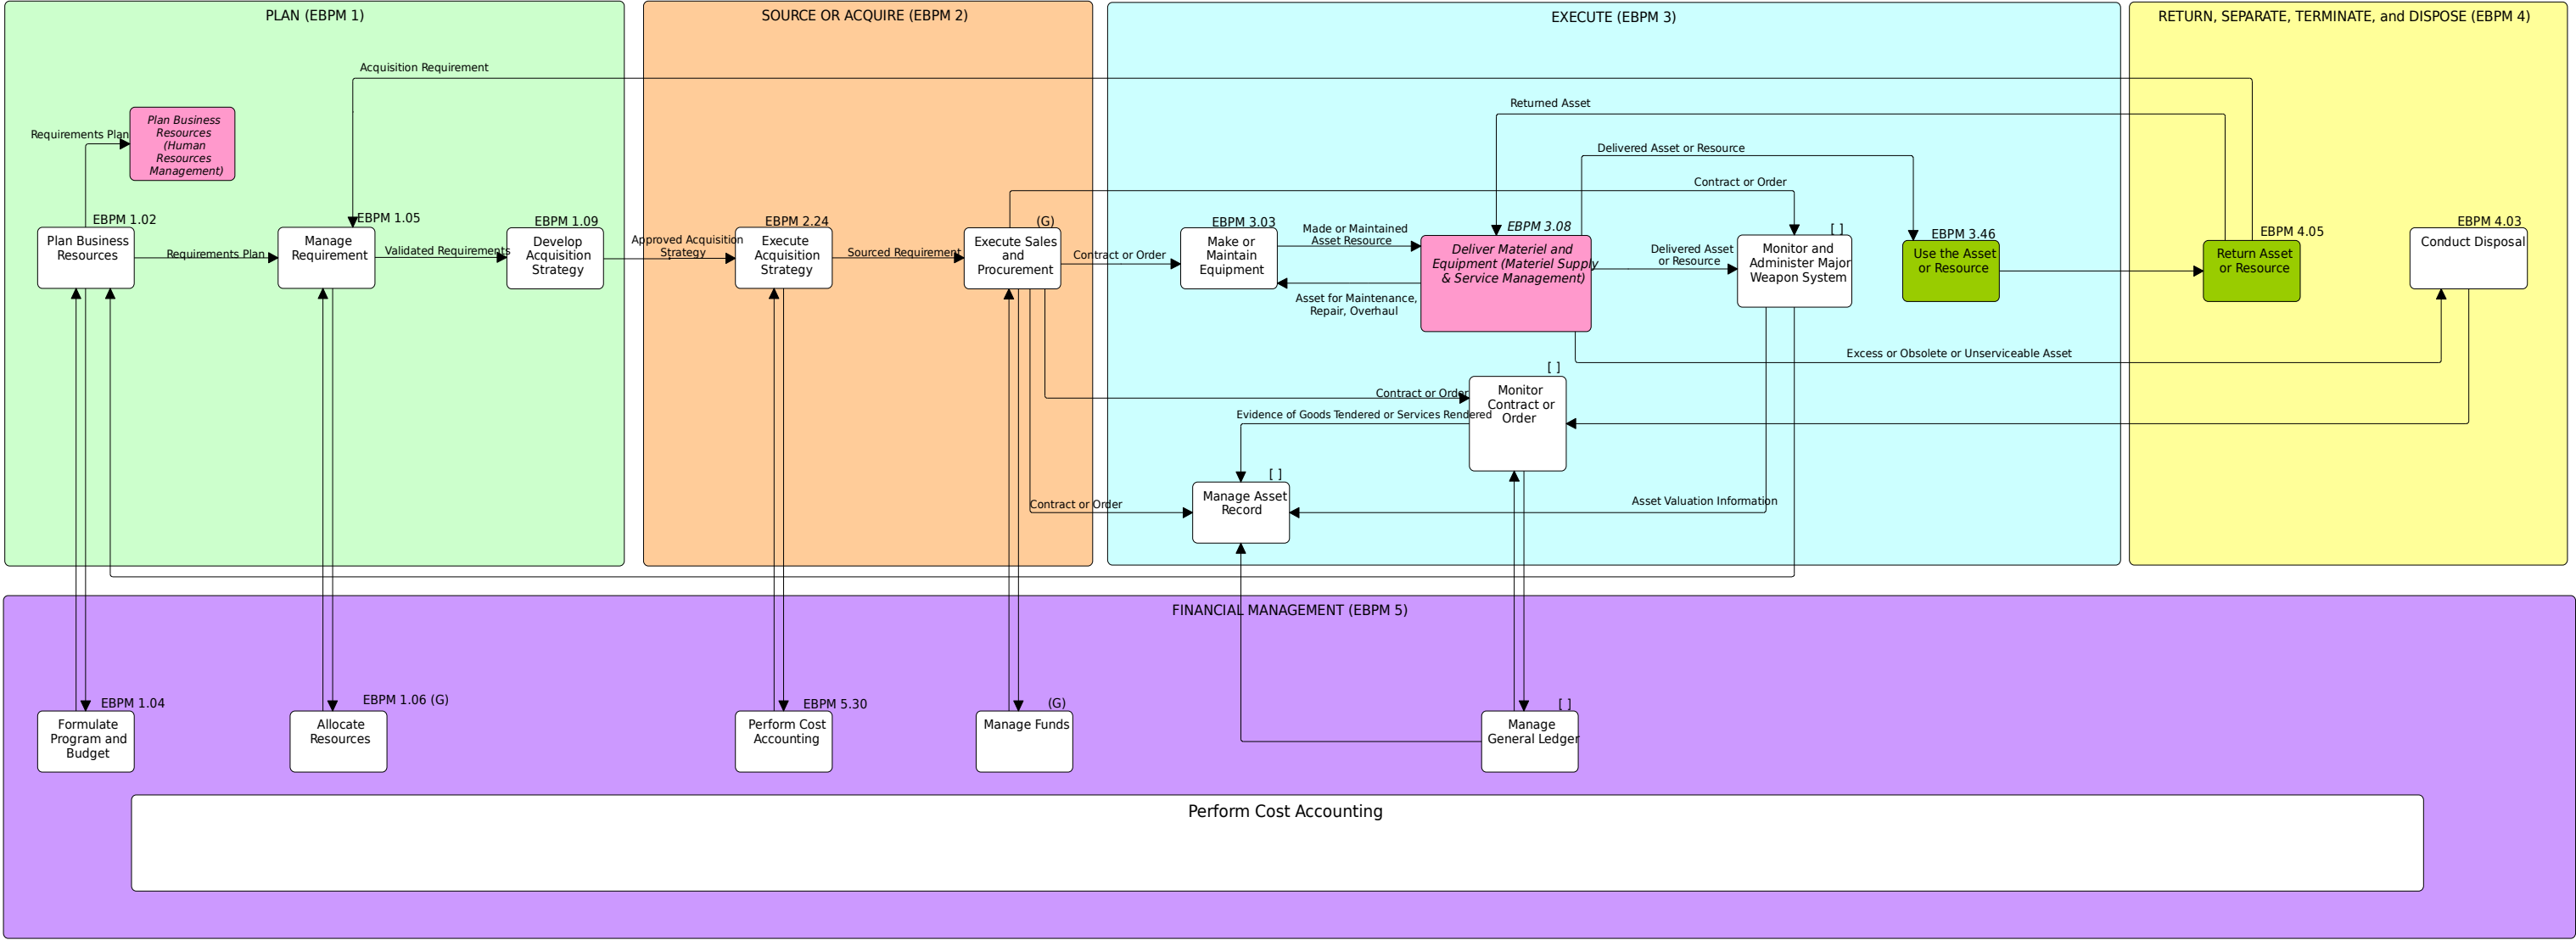 PLAN (EBPM 1)
SOURCE OR ACQUIRE (EBPM 2)
EXECUTE (EBPM 3)
RETURN, SEPARATE, TERMINATE, and DISPOSE (EBPM 4)
Acquisition Requirement
Returned Asset
Requirements Plan
Plan Business
Resources
(Human
Resources
Management)
Delivered Asset or Resource
Contract or Order
EBPM 1.02
Plan Business
Resources
Requirements Plan
EBPM 1.05
Manage
Requirement
Validated Requirements
EBPM 1.09
Develop
Acquisition
Strategy
Approved Acquisition
Strategy
EBPM 2.24
Execute
Acquisition
Strategy
Sourced Requirement
(G)
Execute Sales
and
Procurement
Contract or Order
EBPM 3.03
Make or
Maintain
Equipment
Made or Maintained
Asset Resource
Asset for Maintenance,
Repair, Overhaul
EBPM 3.08
Deliver Materiel and
Equipment (Materiel Supply
& Service Management)
Delivered Asset
or Resource
[ ]
Monitor and
Administer Major
Weapon System
EBPM 3.46
Use the Asset
or Resource
EBPM 4.05
Return Asset
or Resource
EBPM 4.03
Conduct Disposal
Excess or Obsolete or Unserviceable Asset
[ ]
Monitor
Contract or
Order
Contract or Order
Evidence of Goods Tendered or Services Rendered
[ ]
Manage Asset
Record
Contract or Order
Asset Valuation Information
FINANCIAL MANAGEMENT (EBPM 5)
EBPM 1.04
Formulate
Program and
Budget
EBPM 1.06 (G)
Allocate
Resources
EBPM 5.30
Perform Cost
Accounting
(G)
Manage Funds
[ ]
Manage
General Ledger
Perform Cost Accounting